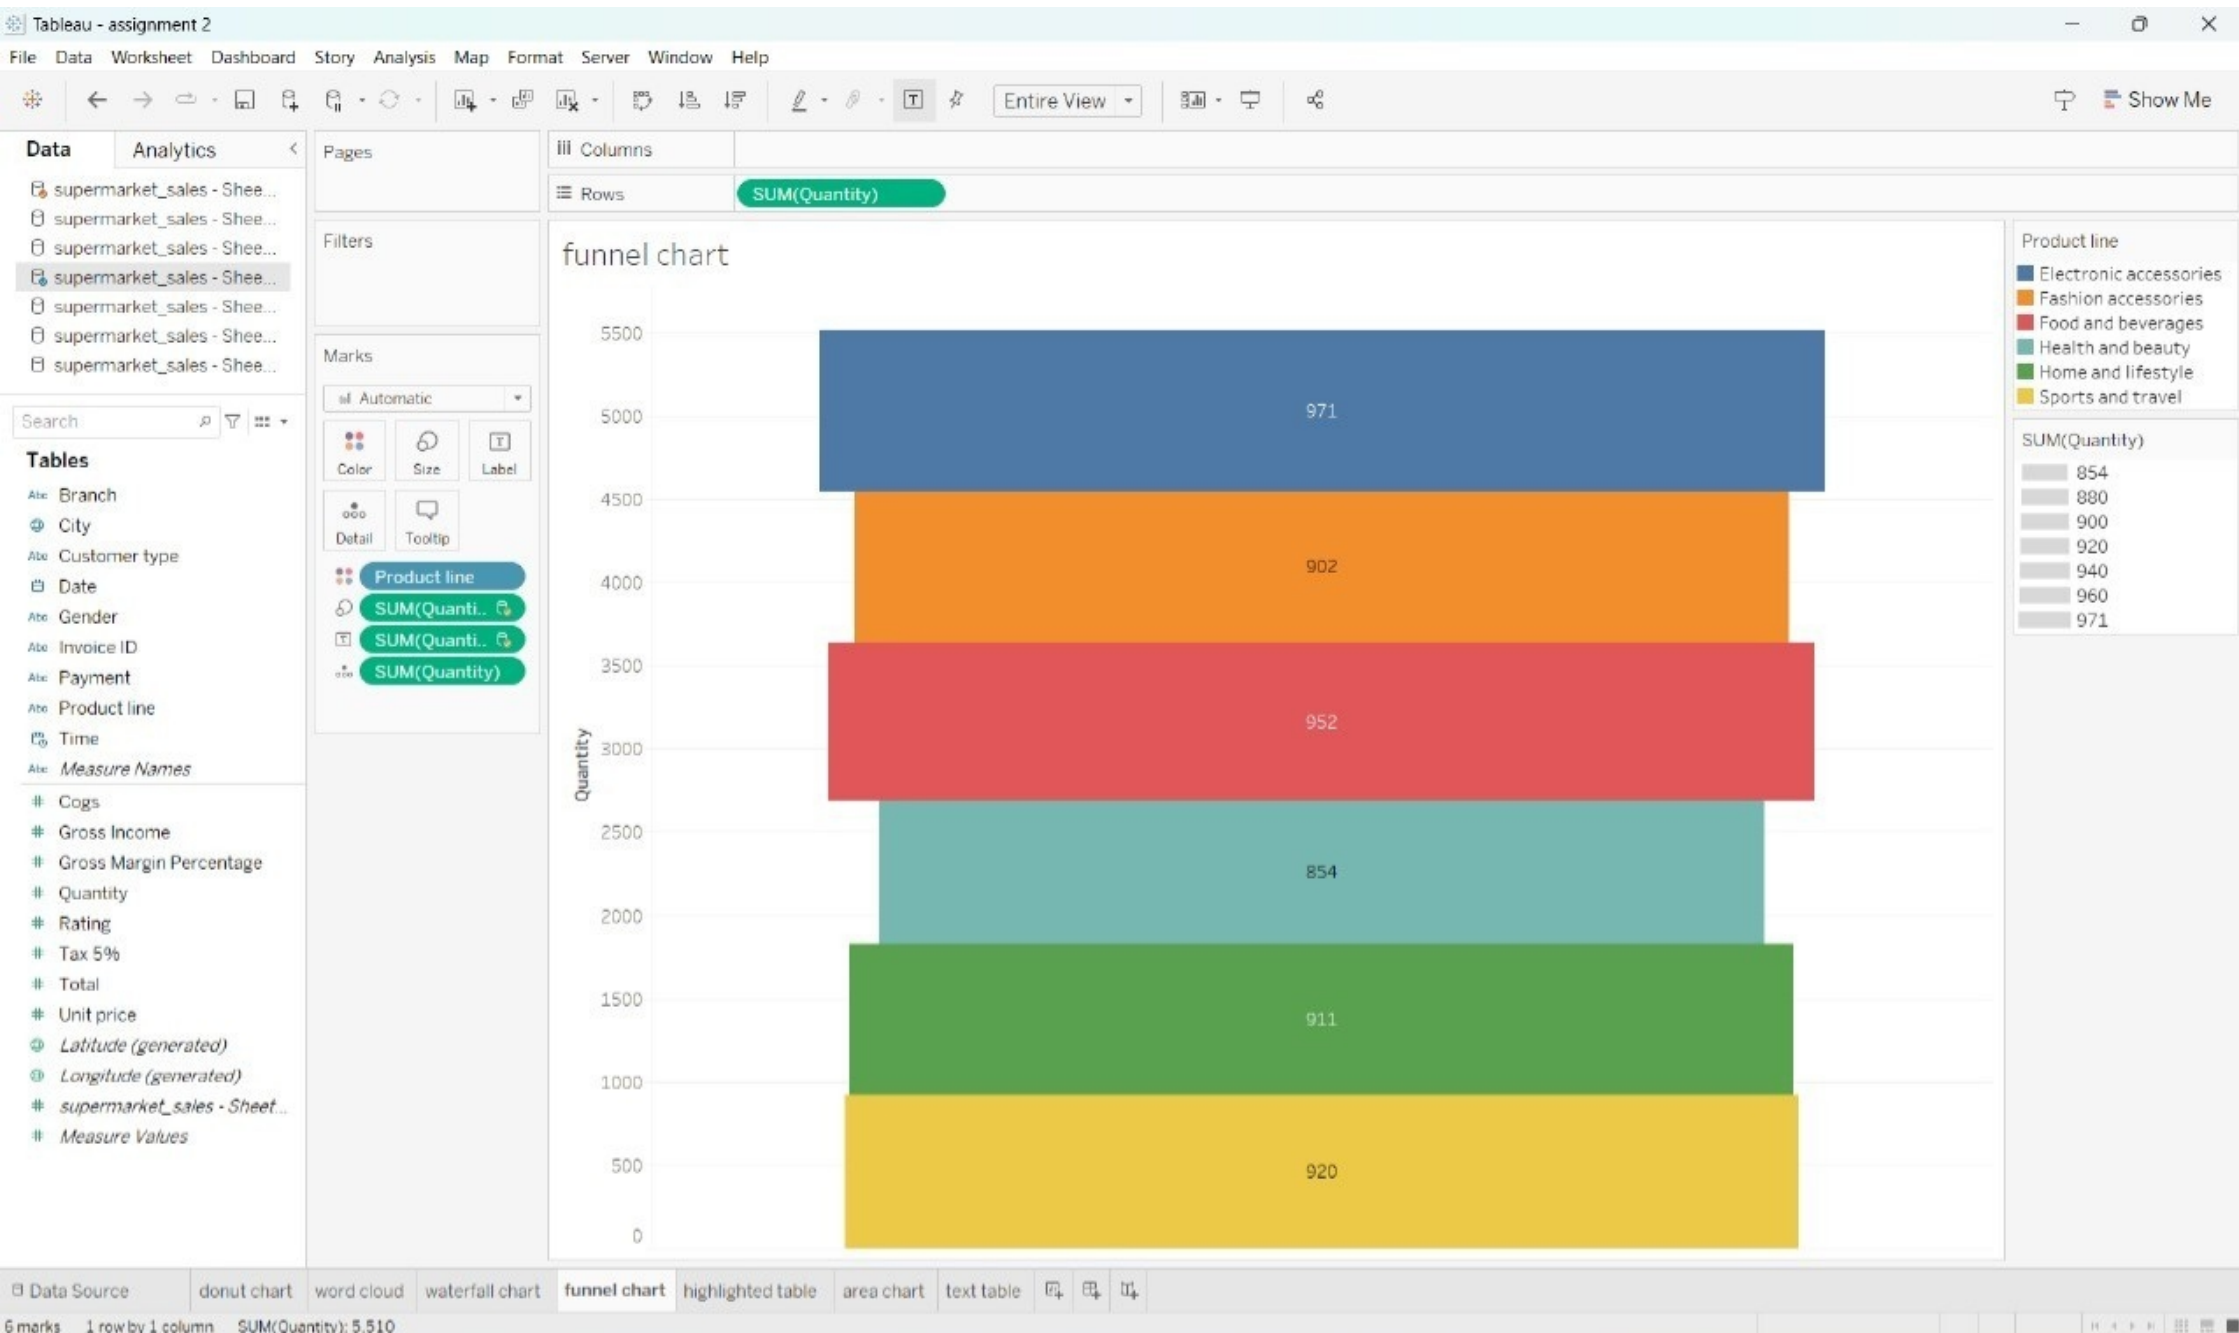 Tableau - assignment 2
File Data Worksheet Dashboard Story Analysis Map Format Server Window Help
Entire View
Show Me
Data Analytics
supermarket_sales - Shee...
supermarket_sales - Shee...
supermarket_sales - Shee...
supermarket_sales - Shee...
supermarket_sales - Shee...
supermarket_sales - Shee...
supermarket_sales - Shee...
Search
Tables
Abc Branch
City
Abc Customer type
Date
Abc Gender
Abc Invoice ID
Abc Payment
Abc Product line
Time
Abc Measure Names
# Cogs
# Gross Income
# Gross Margin Percentage
# Quantity
# Rating
# Tax 5%
# Total
# Unit price
Latitude (generated)
Longitude (generated)
# supermarket_sales - Sheet...
# Measure Values
Pages
Filters
Marks
Automatic
Color Size Label
Detail Tooltip
Product line
SUM(Quanti..
SUM(Quanti..
SUM(Quantity)
Columns
Rows SUM(Quantity)
funnel chart
5500
5000
4500
4000
3500
3000
2500
2000
1500
1000
500
0
Quantity
971
902
952
854
911
920
Product line
Electronic accessories
Fashion accessories
Food and beverages
Health and beauty
Home and lifestyle
Sports and travel
SUM(Quantity)
854
880
900
920
940
960
971
Data Source donut chart word cloud waterfall chart funnel chart highlighted table area chart text table
6 marks 1 row by 1 column SUM(Quantity): 5,510